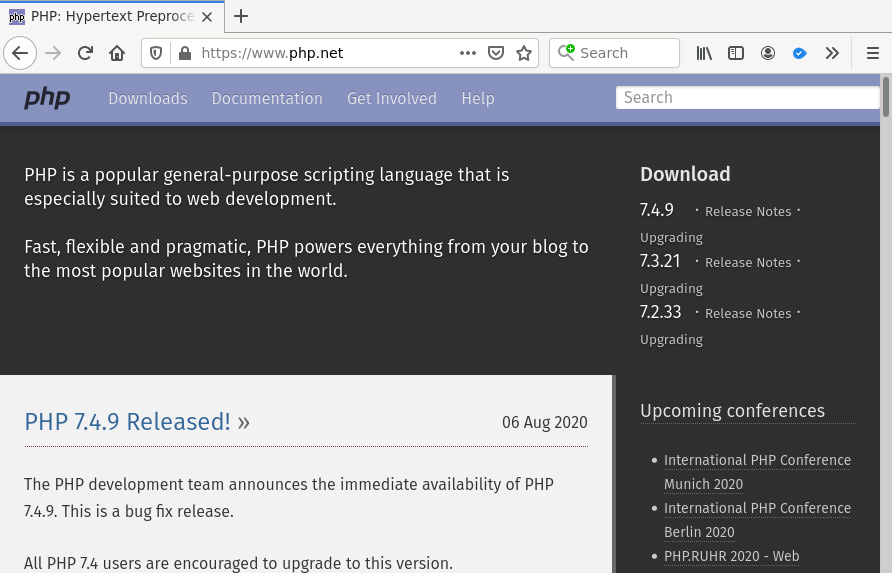 php PHP: Hypertext Preproce
https://www.php.net
Search
php
Downloads
Documentation
Get Involved
Help
Search
PHP is a popular general-purpose scripting language that is
especially suited to web development.
Fast, flexible and pragmatic, PHP powers everything from your blog to
the most popular websites in the world.
Download
7.4.9 · Release Notes ·
Upgrading
7.3.21 · Release Notes ·
Upgrading
7.2.33 · Release Notes ·
Upgrading
PHP 7.4.9 Released! »
06 Aug 2020
The PHP development team announces the immediate availability of PHP
7.4.9. This is a bug fix release.
All PHP 7.4 users are encouraged to upgrade to this version.
Upcoming conferences
• International PHP Conference
Munich 2020
• International PHP Conference
Berlin 2020
• PHP.RUHR 2020 - Web